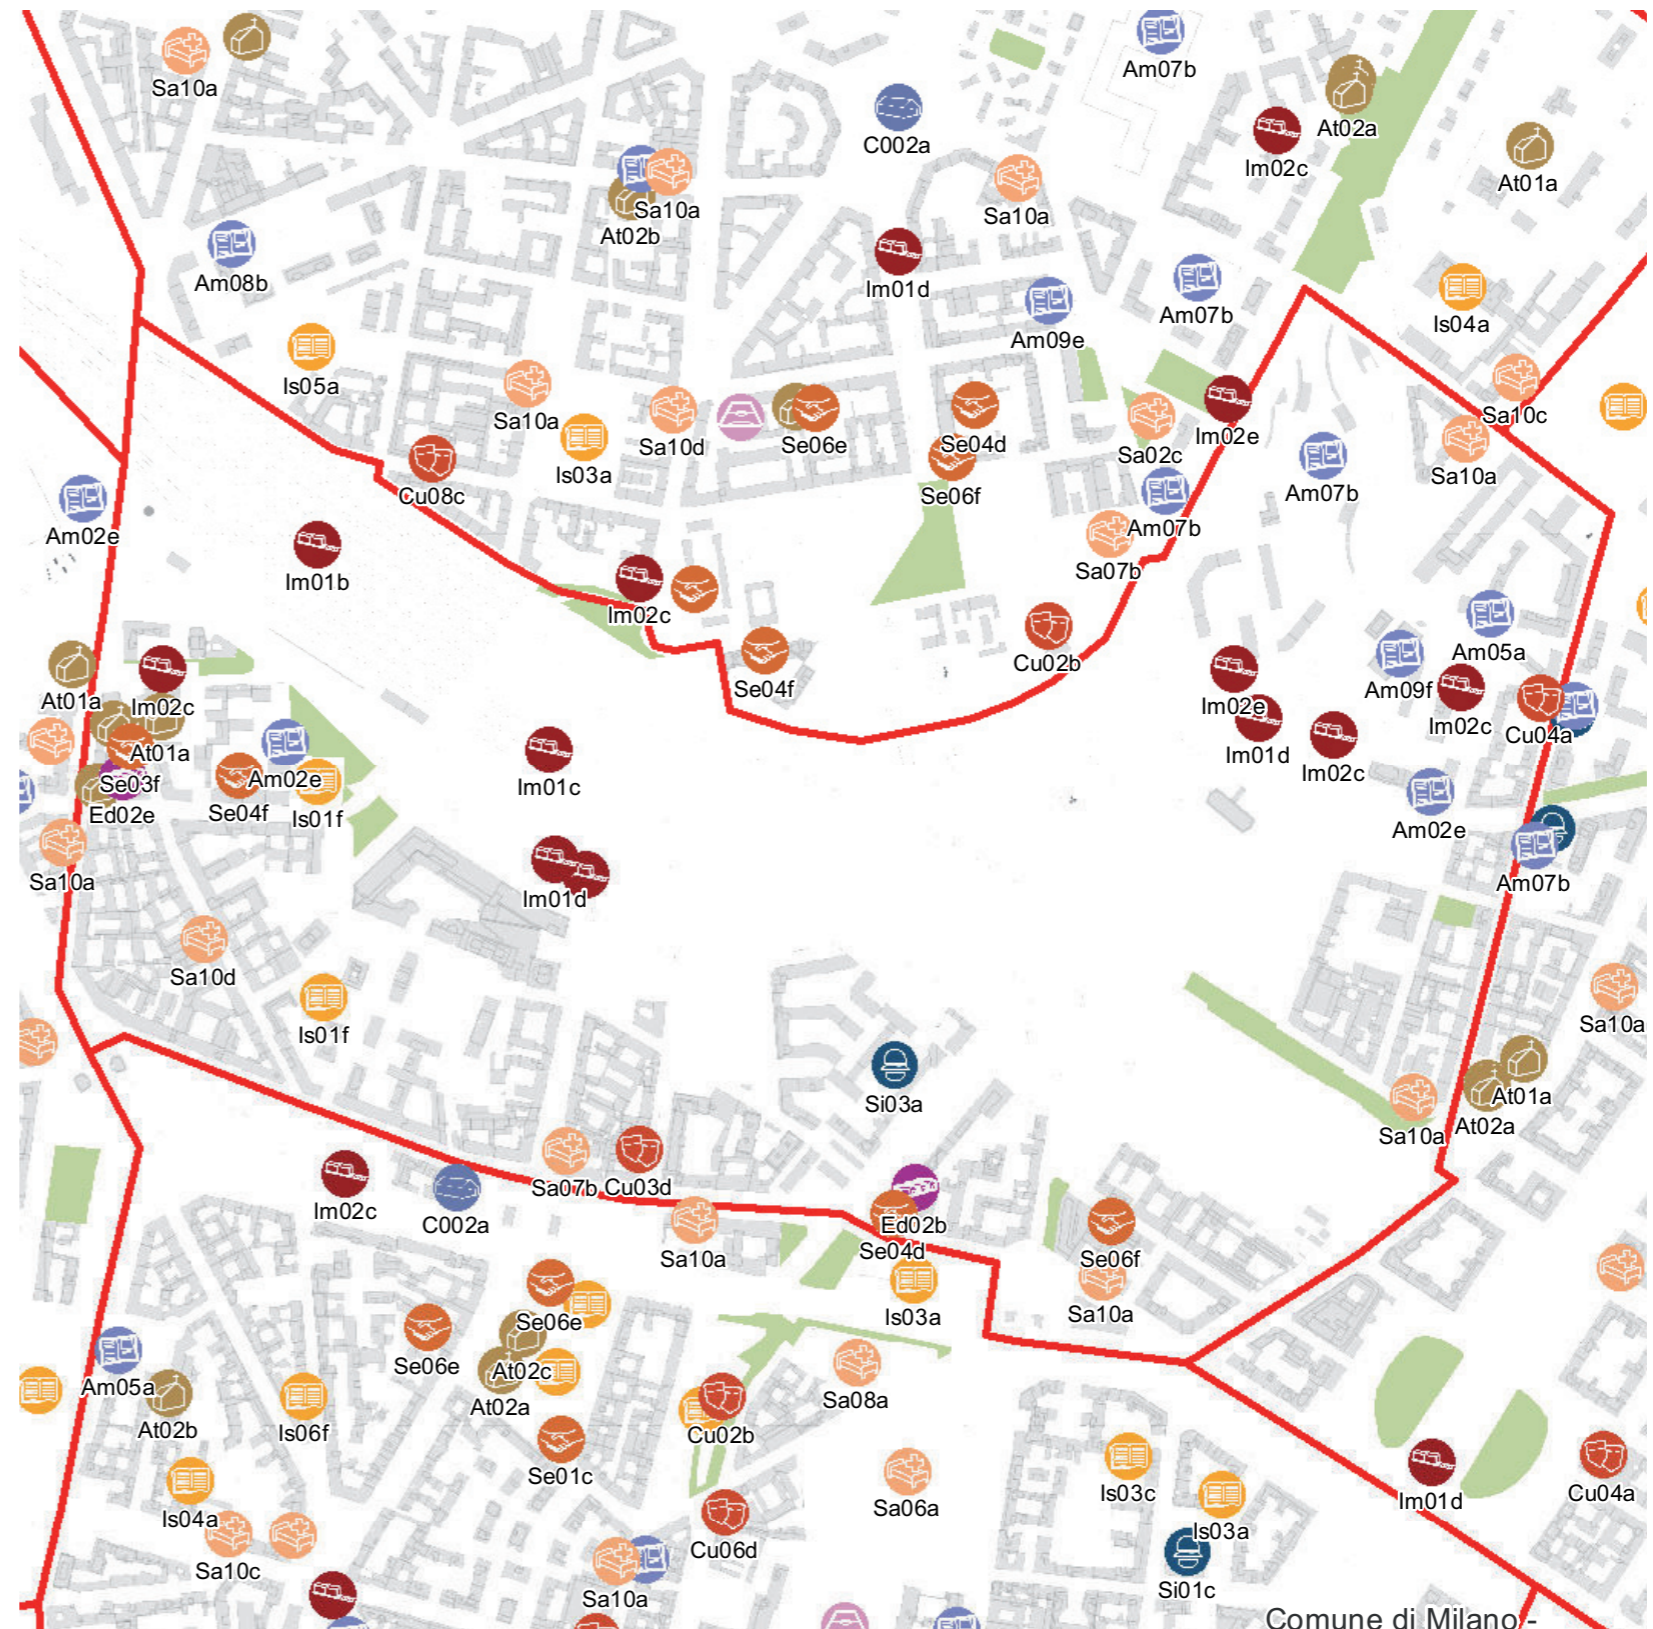 Am07b
Sa10a
At02a
C002a
Im02c
At01a
Sa10a
Sa10a
At02b
Am08b
Im01d
Am07b
Is04a
Am09e
Is05a
Sa10c
Sa10a
Sa10d
Se06e
Se04d
Im02e
Sa02c
Is03a
Sa10a
Am07b
Cu08c
Se06f
Am07b
Am02e
Sa07b
Im01b
Im02c
Am05a
Cu02b
Se04f
Am09f
At01a
Im02c
Im02e
Im02c
Cu04a
At01a
Im01d
Im02c
Am02e
Se03f
Im01c
Ed02e
Se04f
Is01f
Am02e
Sa10a
Am07b
Im01d
Sa10d
Is01f
Sa10a
Si03a
At01a
At02a
Sa10a
Sa07b
Cu03d
Im02c
C002a
Ed02b
Se04d
Sa10a
Se06f
Is03a
Sa10a
Se06e
Se06e
At02c
Am05a
At02a
Sa08a
At02b
Is06f
Cu02b
Se01c
Is03c
Im01d
Cu04a
Sa06a
Is04a
Is03a
Cu06d
Sa10c
Si01c
Sa10a
Comune di Milano -